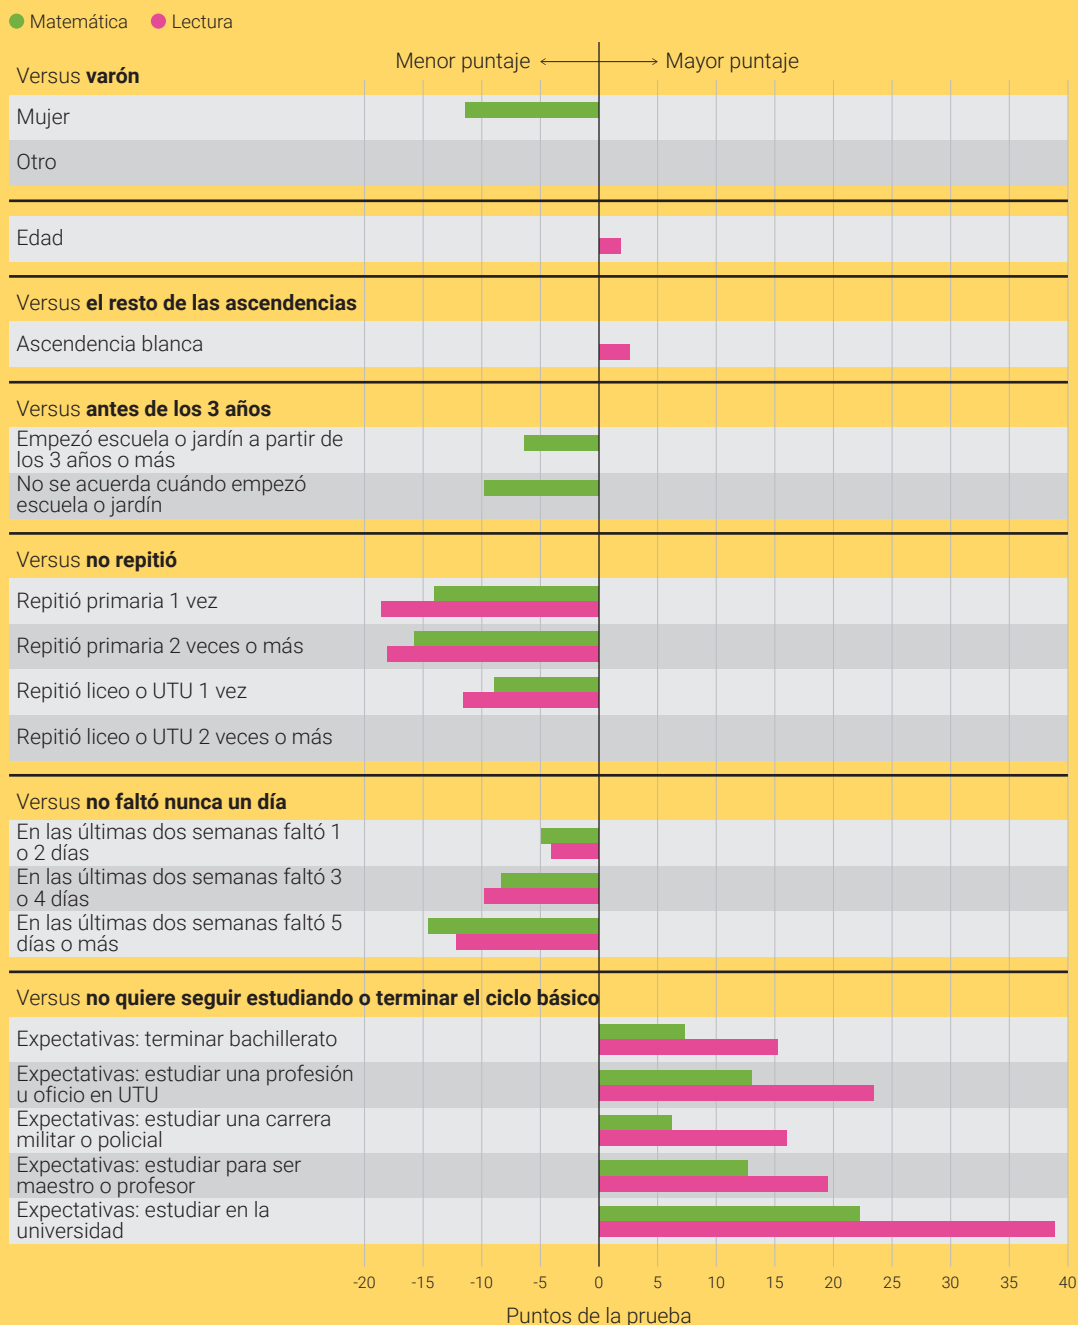 Matemática Lectura
Menor puntaje Mayor puntaje
Versus varón
Mujer
Otro
Edad
Versus el resto de las ascendencias
Ascendencia blanca
Versus antes de los 3 años
Empezó escuela o jardín a partir de
los 3 años o más
No se acuerda cuándo empezó
escuela o jardín
Versus no repitió
Repitió primaria 1 vez
Repitió primaria 2 veces o más
Repitió liceo o UTU 1 vez
Repitió liceo o UTU 2 veces o más
Versus no faltó nunca un día
En las últimas dos semanas faltó 1
o 2 días
En las últimas dos semanas faltó 3
o 4 días
En las últimas dos semanas faltó 5
días o más
Versus no quiere seguir estudiando o terminar el ciclo básico
Expectativas: terminar bachillerato
Expectativas: estudiar una profesión
u oficio en UTU
Expectativas: estudiar una carrera
militar o policial
Expectativas: estudiar para ser
maestro o profesor
Expectativas: estudiar en la
universidad
-20 -15 -10 -5 0 5 10 15 20 25 30 35 40
Puntos de la prueba